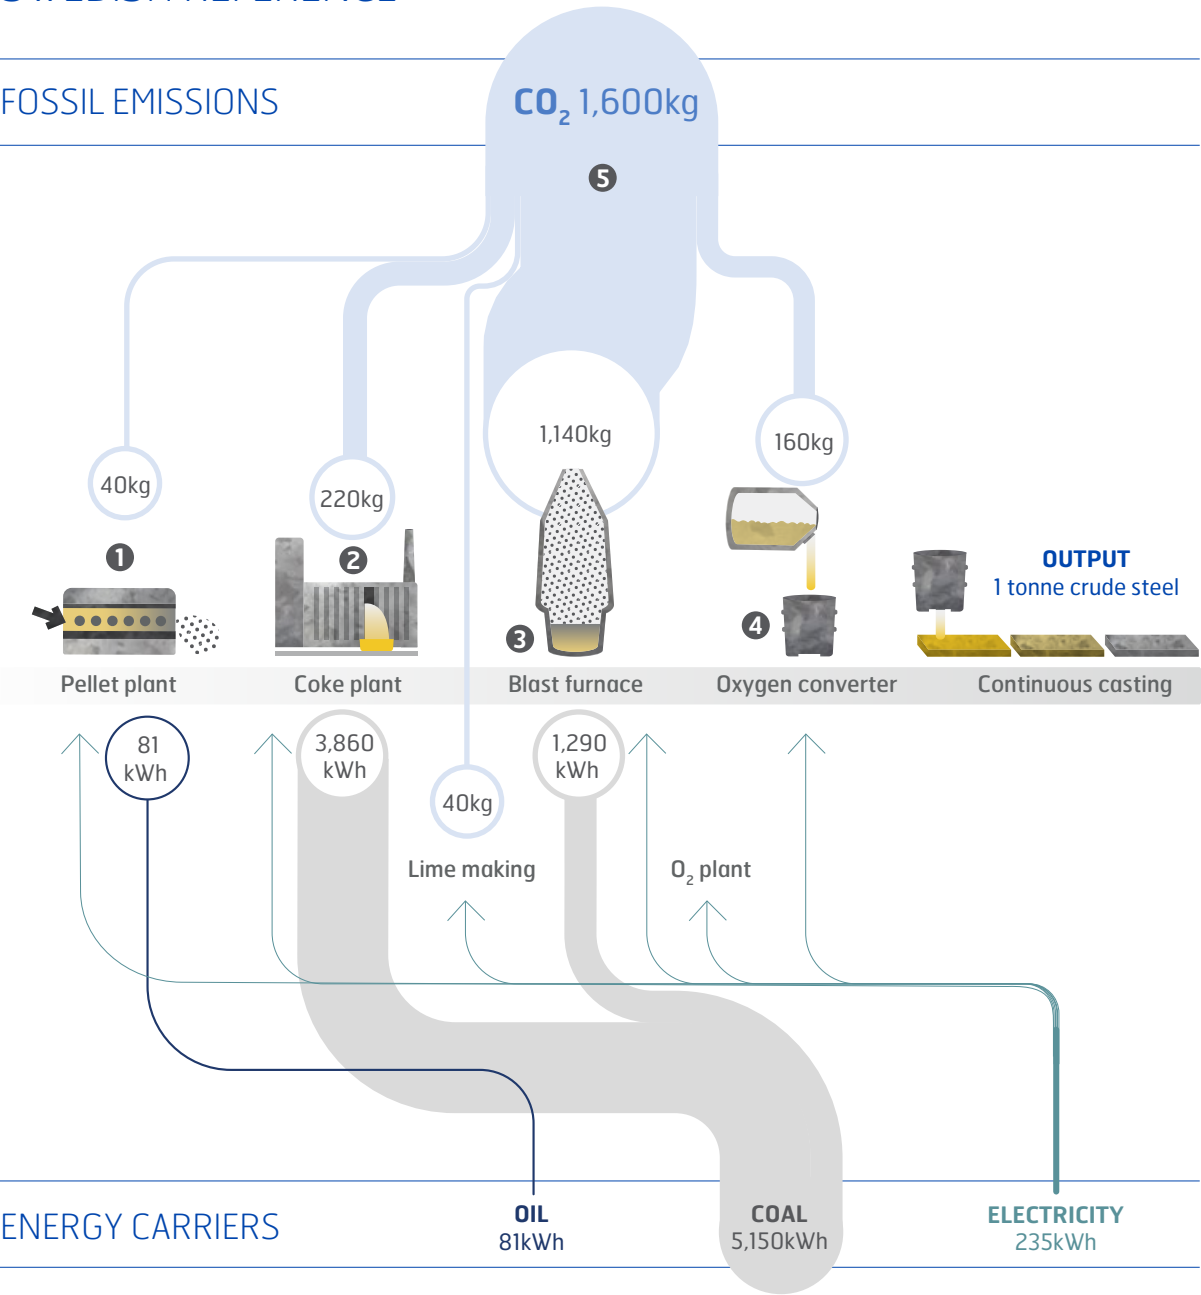 FOSSIL EMISSIONS
CO₂ 1,600kg
5
1,140kg
160kg
40kg
220kg
1
2
3
4
OUTPUT
1 tonne crude steel
Pellet plant
Coke plant
Blast furnace
Oxygen converter
Continuous casting
81
kWh
3,860
kWh
1,290
kWh
40kg
Lime making
O₂ plant
ENERGY CARRIERS
OIL
81kWh
COAL
5,150kWh
ELECTRICITY
235kWh